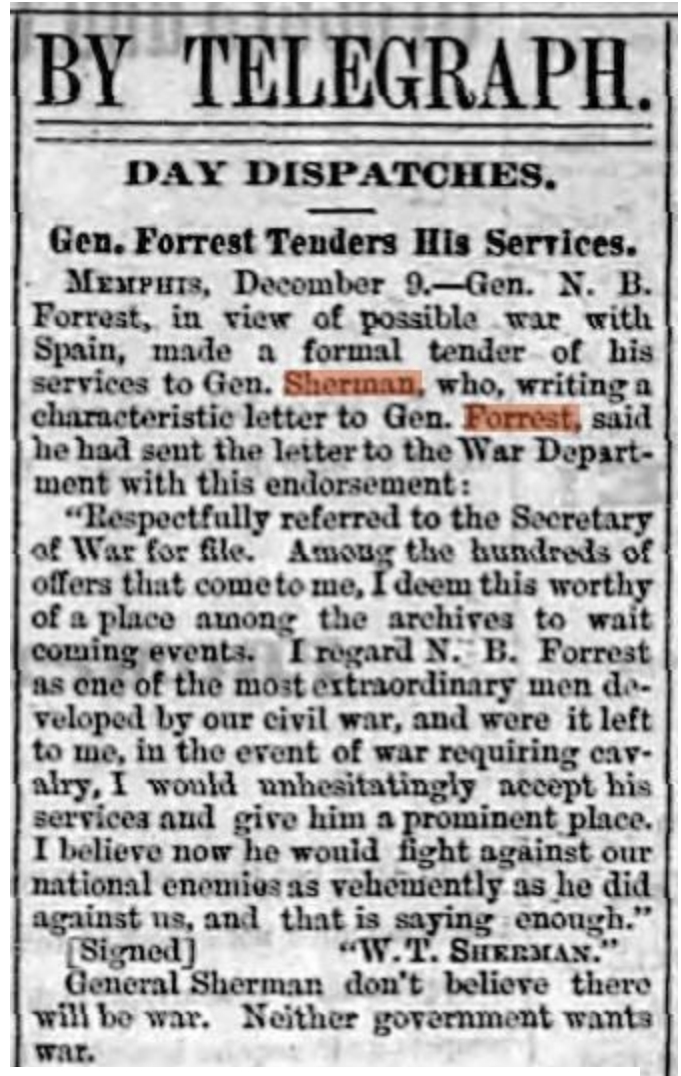 BY TELEGRAPH.
DAY DISPATCHES.
Gen. Forrest Tenders His Services.
MEMPHIS, December 9.—Gen. N. B.
Forrest, in view of possible war with
Spain, made a formal tender of his
services to Gen. Sherman, who, writing a
characteristic letter to Gen. Forrest, said
he had sent the letter to the War Depart-
ment with this endorsement:
"Respectfully referred to the Secretary
of War for file. Among the hundreds of
offers that come to me, I deem this worthy
of a place among the archives to wait
coming events. I regard N. B. Forrest
as one of the most extraordinary men de-
veloped by our civil war, and were it left
to me, in the event of war requiring cav-
alry, I would unhesitatingly accept his
services and give him a prominent place.
I believe now he would fight against our
national enemies as vehemently as he did
against us, and that is saying enough."
[Signed] "W. T. SHERMAN."
General Sherman don't believe there
will be war. Neither government wants
war.